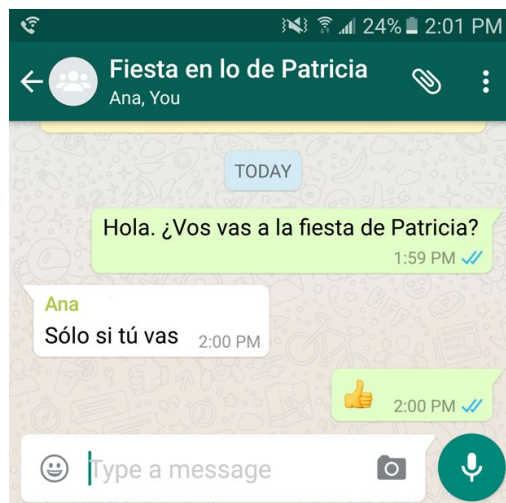 24% 2:01 PM
Fiesta en lo de Patricia
Ana, You
TODAY
Hola. ¿Vos vas a la fiesta de Patricia?
1:59 PM
Ana
Sólo si tú vas 2:00 PM
2:00 PM
Type a message